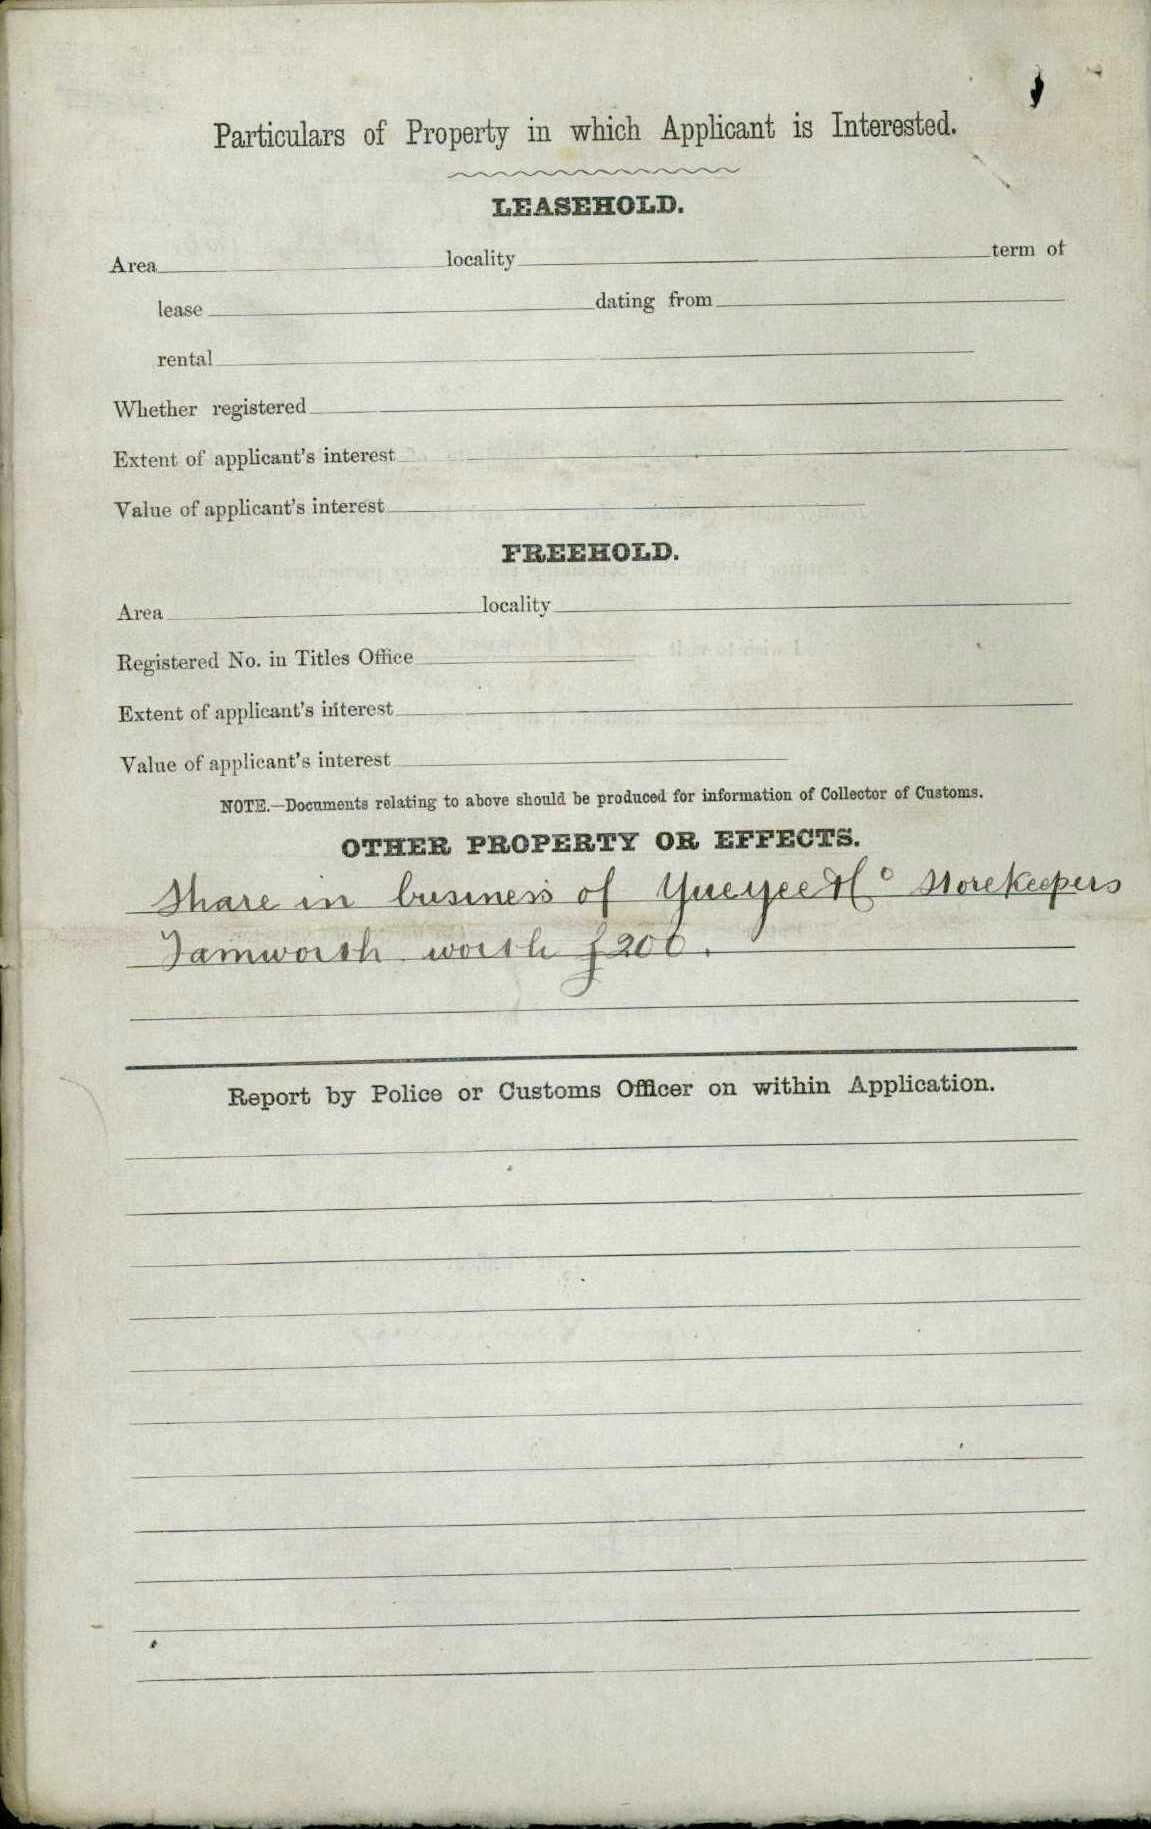 Particulars of Property in which Applicant is Interested.
LEASEHOLD.
Area locality term of
lease dating from
rental
Whether registered
Extent of applicant's interest
Value of applicant's interest
FREEHOLD.
Area locality
Registered No. in Titles Office
Extent of applicant's interest
Value of applicant's interest
NOTE.—Documents relating to above should be produced for information of Collector of Customs.
OTHER PROPERTY OR EFFECTS.
Share in business of Yueyee & Co Storekeepers
Tamworth worth £200.
Report by Police or Customs Officer on within Application.